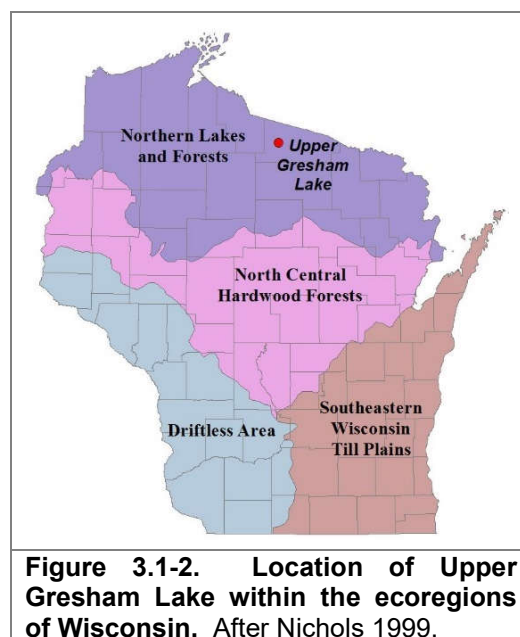 Northern Lakes
and Forests
Upper
Gresham
Lake
North Central
Hardwood Forests
Southeastern
Wisconsin
Till Plains
Driftless Area
Figure 3.1-2. Location of Upper
Gresham Lake within the ecoregions
of Wisconsin. After Nichols 1999.